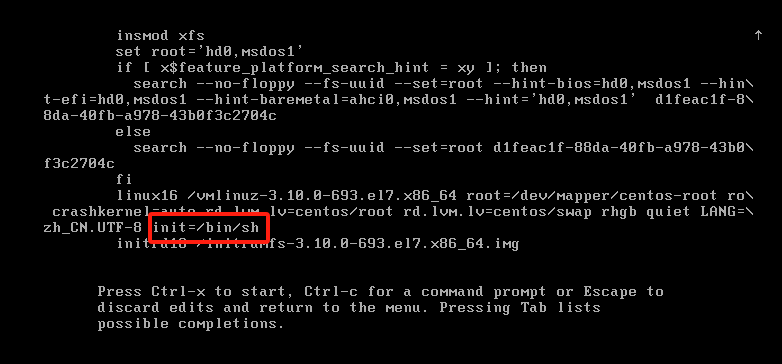 insmod xfs
set root='hd0,msdos1'
if [ x$feature_platform_search_hint = xy ]; then
search --no-floppy --fs-uuid --set=root --hint-bios=hd0,msdos1 --hin\
t-efi=hd0,msdos1 --hint-baremetal=ahci0,msdos1 --hint='hd0,msdos1'  d1feac1f-8\
8da-40fb-a978-43b0f3c2704c
else
search --no-floppy --fs-uuid --set=root d1feac1f-88da-40fb-a978-43b0\
f3c2704c
fi
linux16 /vmlinuz-3.10.0-693.el7.x86_64 root=/dev/mapper/centos-root ro\
crashkernel=auto rd.lvm.lv=centos/root rd.lvm.lv=centos/swap rhgb quiet LANG=\
zh_CN.UTF-8 init=/bin/sh
initrd16 /initramfs-3.10.0-693.el7.x86_64.img
Press Ctrl-x to start, Ctrl-c for a command prompt or Escape to
discard edits and return to the menu. Pressing Tab lists
possible completions.